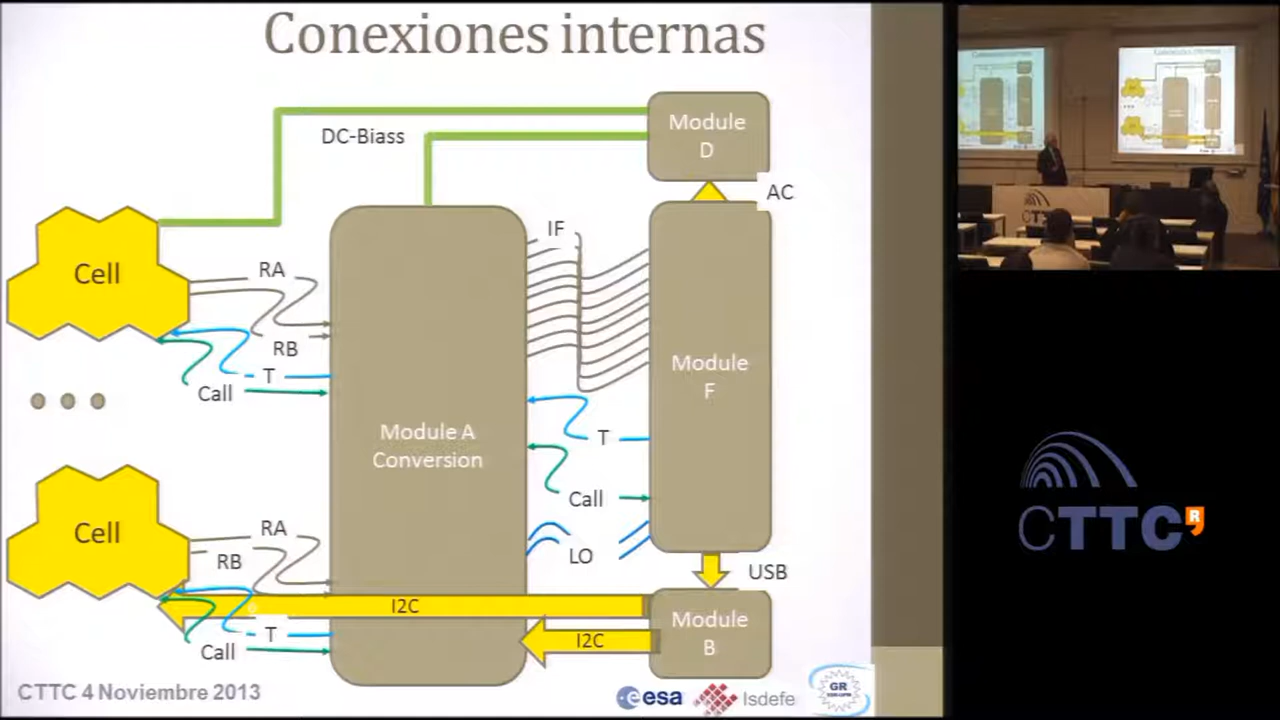 Conexiones internas
DC-Biass
Module
D
AC
Cell
RA
RB
T
Call
IF
Module A
Conversion
Module
F
T
Call
LO
USB
Cell
RA
RB
I2C
T
Call
I2C
Module
B
CTTC 4 Noviembre 2013
esa
Isdefe
GR
CTTC
R